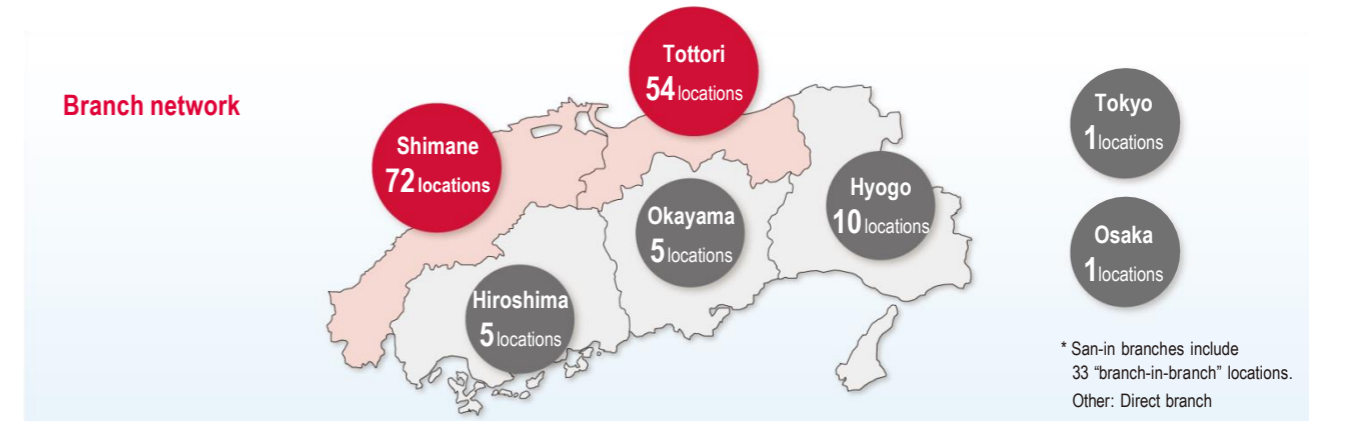 Branch network
Tottori
54 locations
Shimane
72 locations
Okayama
5 locations
Hyogo
10 locations
Hiroshima
5 locations
Tokyo
1 locations
Osaka
1 locations
* San-in branches include
33 “branch-in-branch” locations.
Other: Direct branch